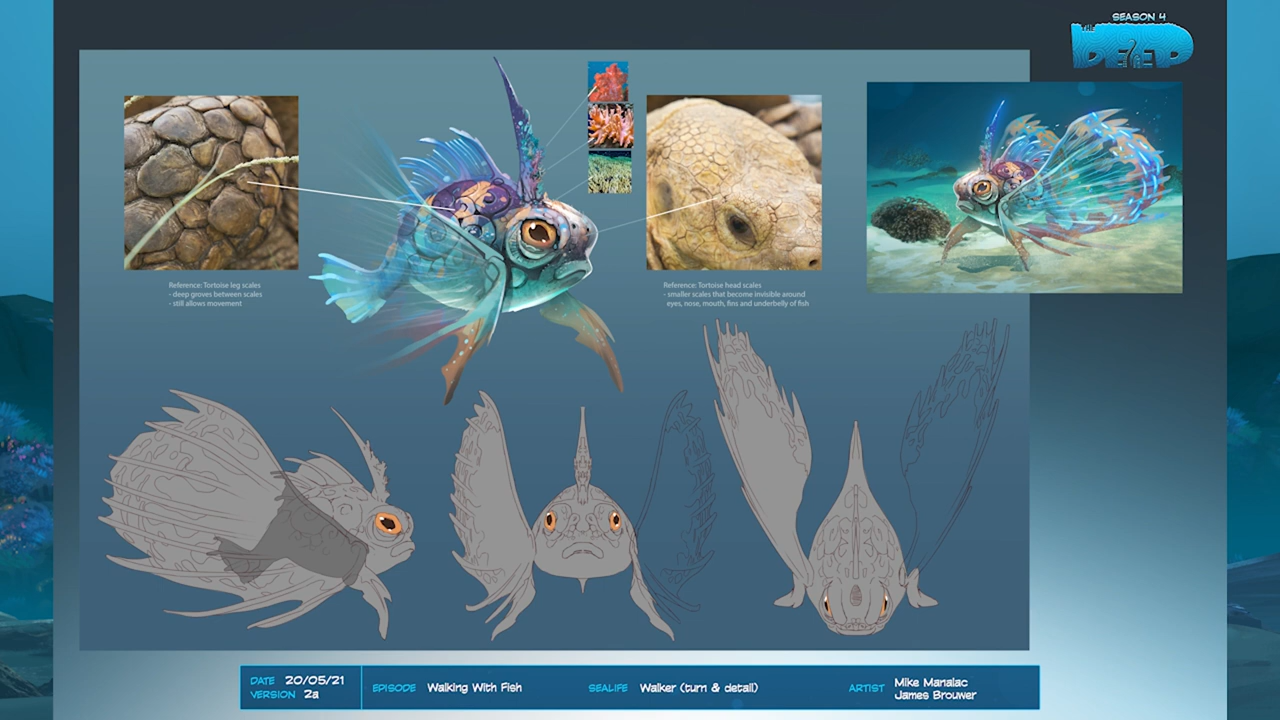 SEASON 4
THE DEEP
Reference: Tortoise leg scales
- deep groves between scales
- still allows movement
Reference: Tortoise head scales
- smaller scales that become invisible around
eyes, nose, mouth, fins and underbelly of fish
DATE 20/05/21
VERSION 2a
EPISODE Walking With Fish
SEALIFE Walker (turn & detail)
ARTIST Mike Manalac
James Brouwer